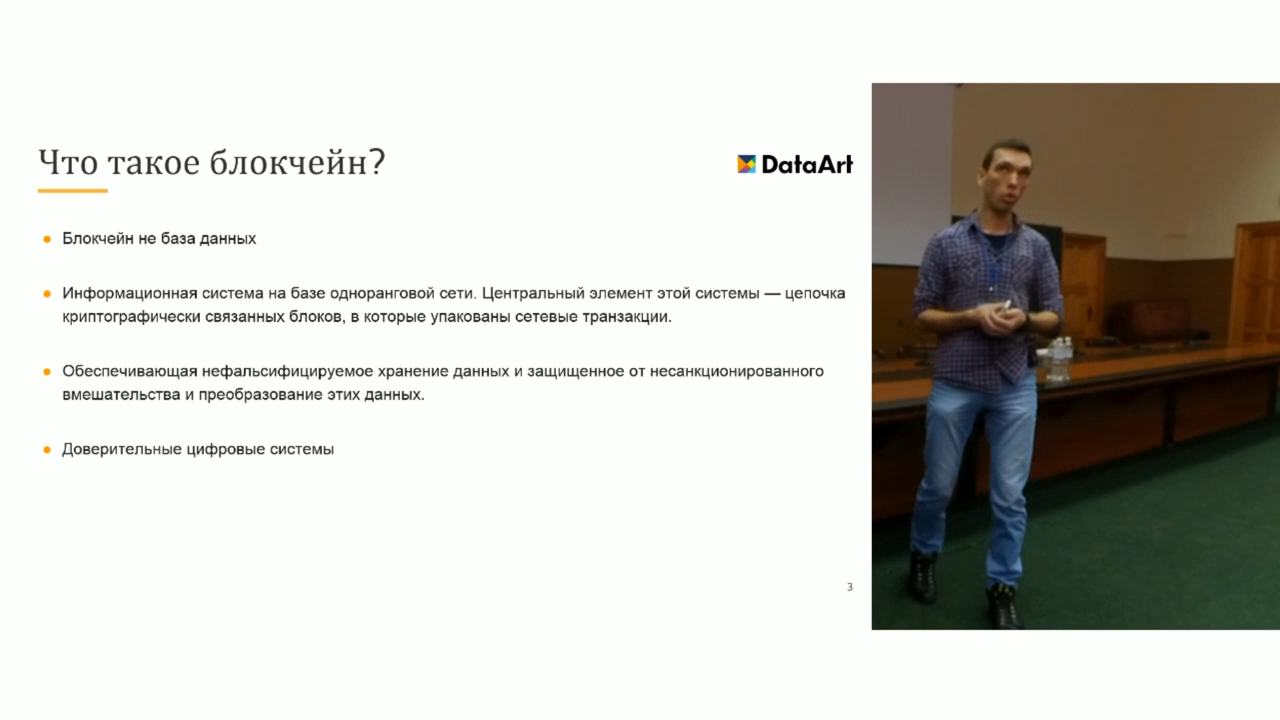 Что такое блокчейн?
DataArt
Блокчейн не база данных
Информационная система на базе одноранговой сети. Центральный элемент этой системы — цепочка
криптографически связанных блоков, в которые упакованы сетевые транзакции.
Обеспечивающая нефальсифицируемое хранение данных и защищенное от несанкционированного
вмешательства и преобразование этих данных.
Доверительные цифровые системы
3